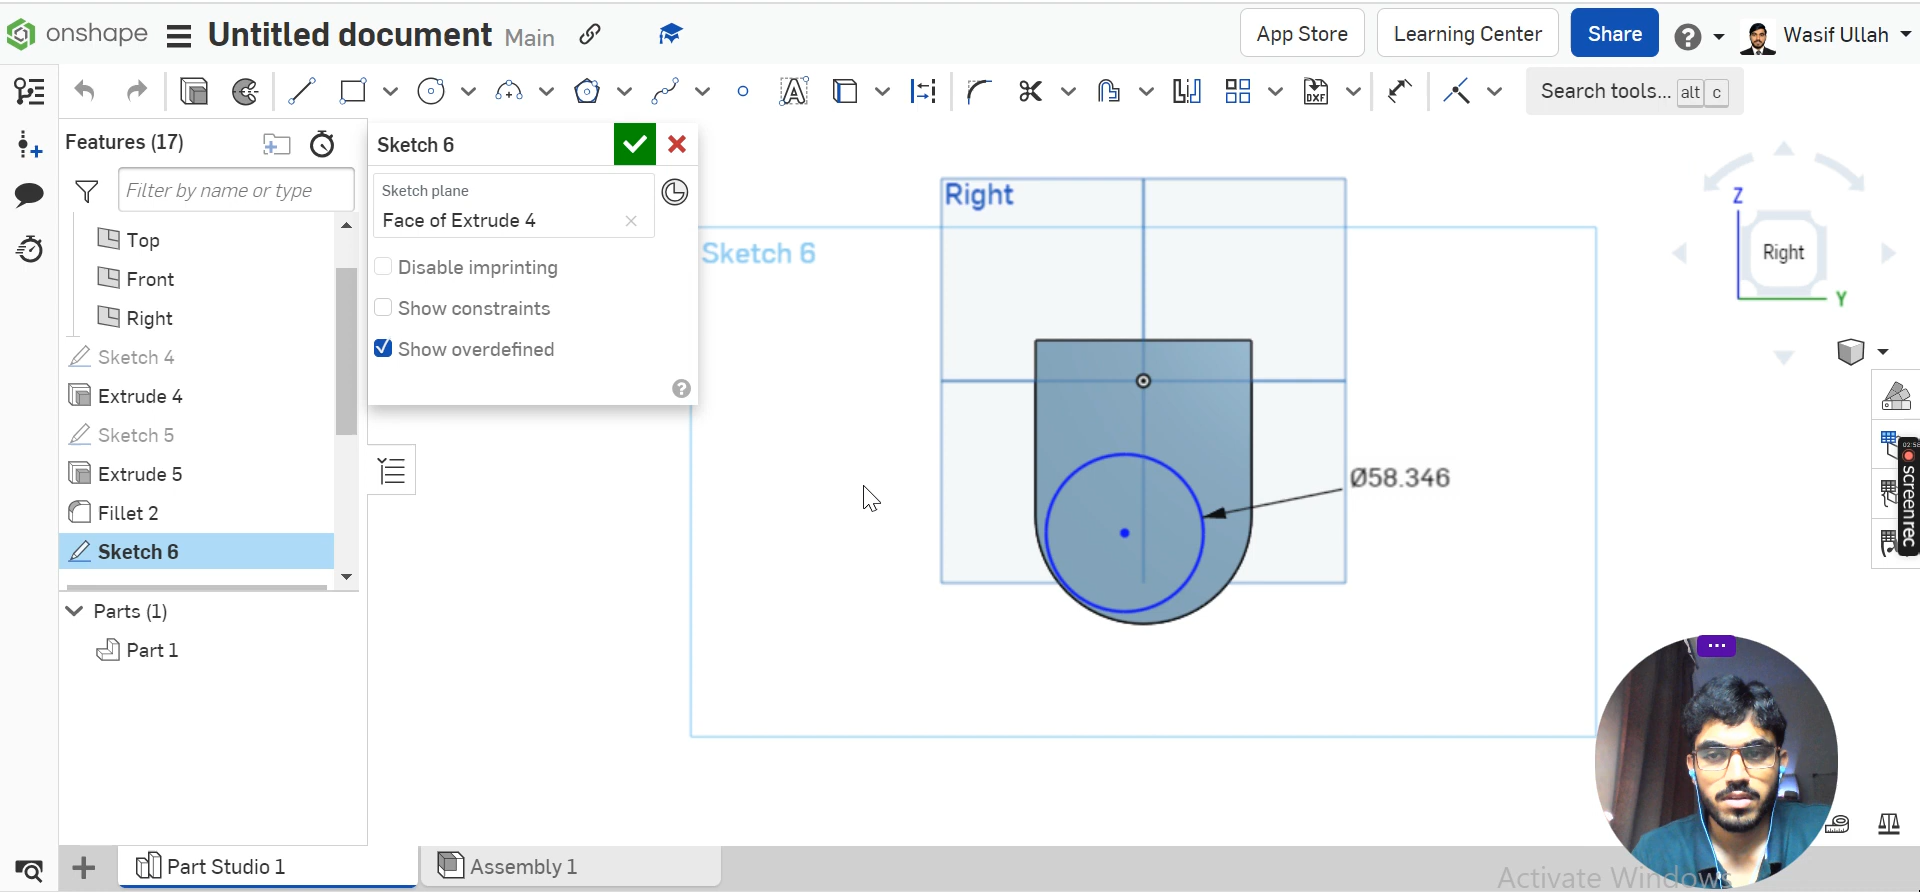 onshape Untitled document Main App Store Learning Center Share Wasif Ullah
DXF Search tools... alt c
Features (17)
Filter by name or type
Top
Front
Right
Sketch 4
Extrude 4
Sketch 5
Extrude 5
Fillet 2
Sketch 6
Parts (1)
Part 1
Sketch 6
Sketch plane
Face of Extrude 4
Disable imprinting
Show constraints
Show overdefined
Right
Sketch 6
Ø58.346
Z
Right
Y
screenrec
Part Studio 1
Assembly 1
Activate Windows